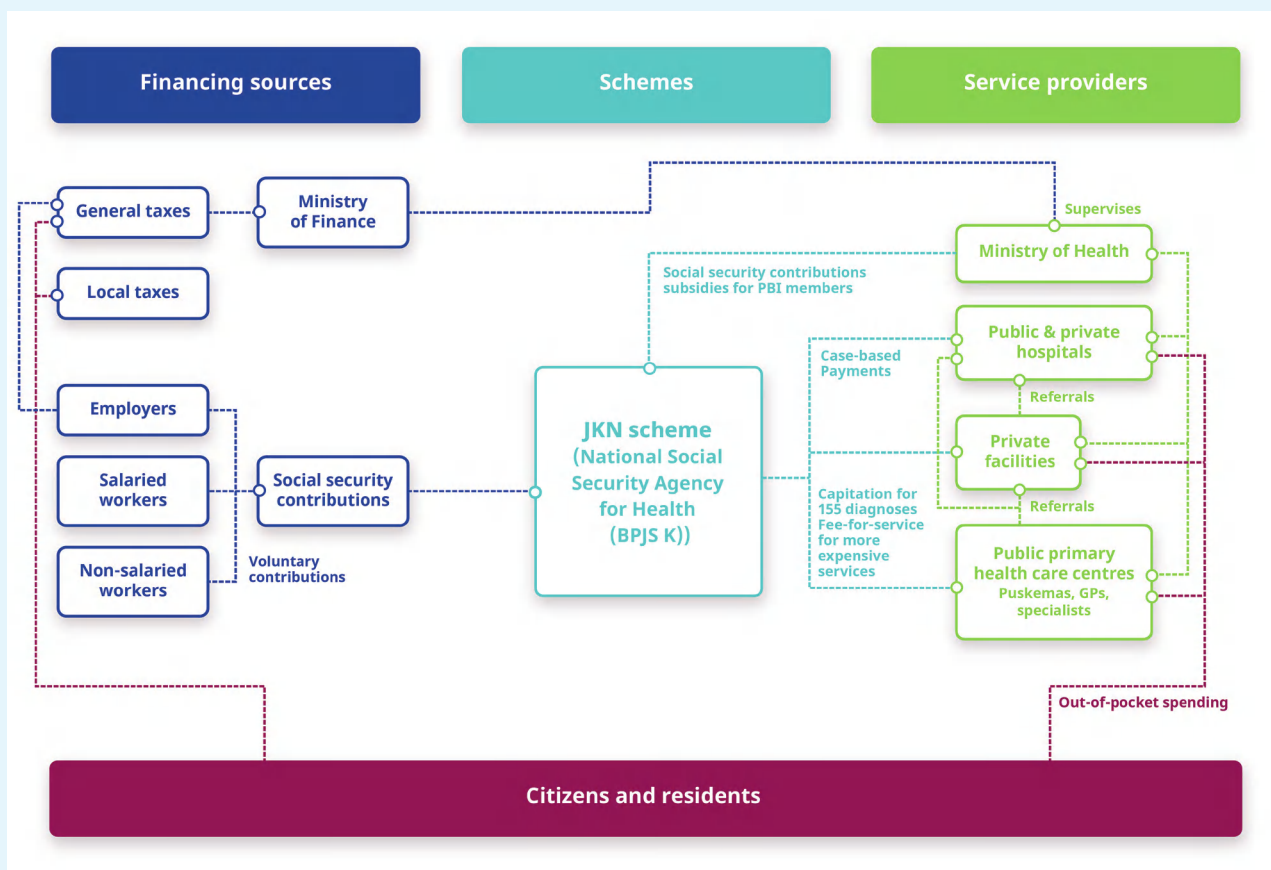 Financing sources
Schemes
Service providers
General taxes
Ministry
of Finance
Local taxes
Employers
Salaried
workers
Non-salaried
workers
Social security
contributions
Voluntary
contributions
Social security contributions
subsidies for PBI members
JKN scheme
(National Social
Security Agency
for Health
(BPJS K))
Case-based
Payments
Capitation for
155 diagnoses
Fee-for-service
for more
expensive
services
Supervises
Ministry of Health
Public & private
hospitals
Referrals
Private
facilities
Referrals
Public primary
health care centres
Puskemas, GPs,
specialists
Out-of-pocket spending
Citizens and residents